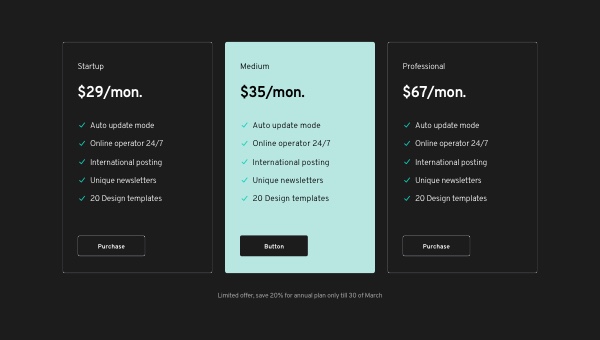 Startup
$29/mon.
Auto update mode
Online operator 24/7
International posting
Unique newsletters
20 Design templates
Purchase
Medium
$35/mon.
Auto update mode
Online operator 24/7
International posting
Unique newsletters
20 Design templates
Button
Professional
$67/mon.
Auto update mode
Online operator 24/7
International posting
Unique newsletters
20 Design templates
Purchase
Limited offer, save 20% for annual plan only till 30 of March